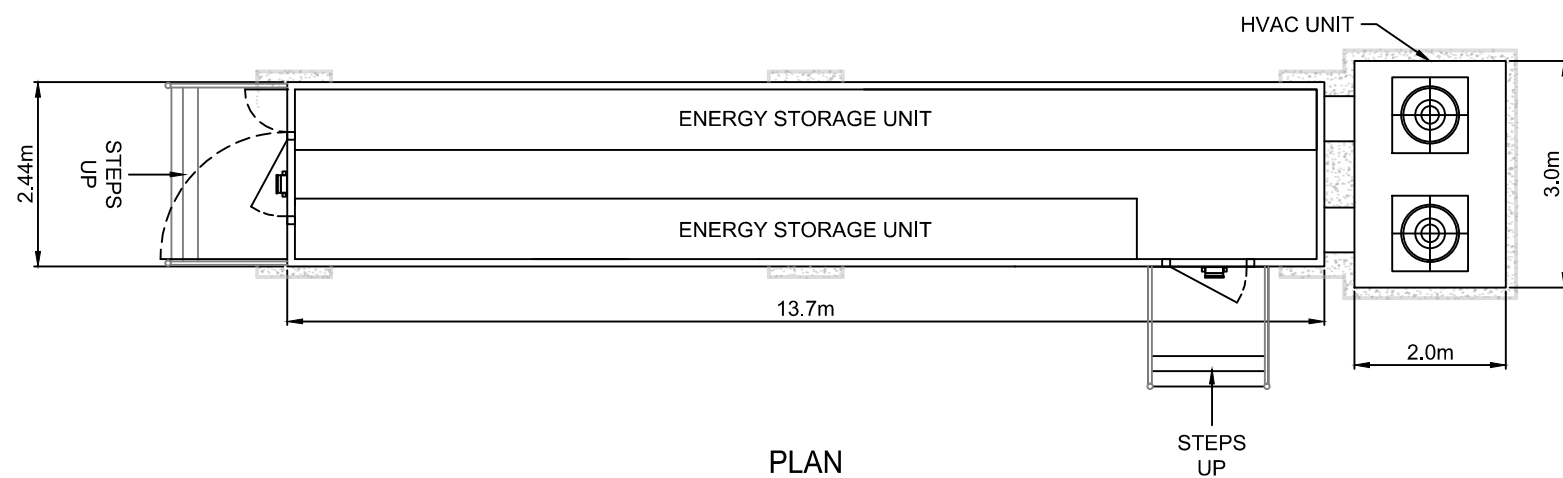 HVAC UNIT
ENERGY STORAGE UNIT
STEPS
UP
2.44m
3.0m
ENERGY STORAGE UNIT
13.7m
2.0m
STEPS
UP
PLAN